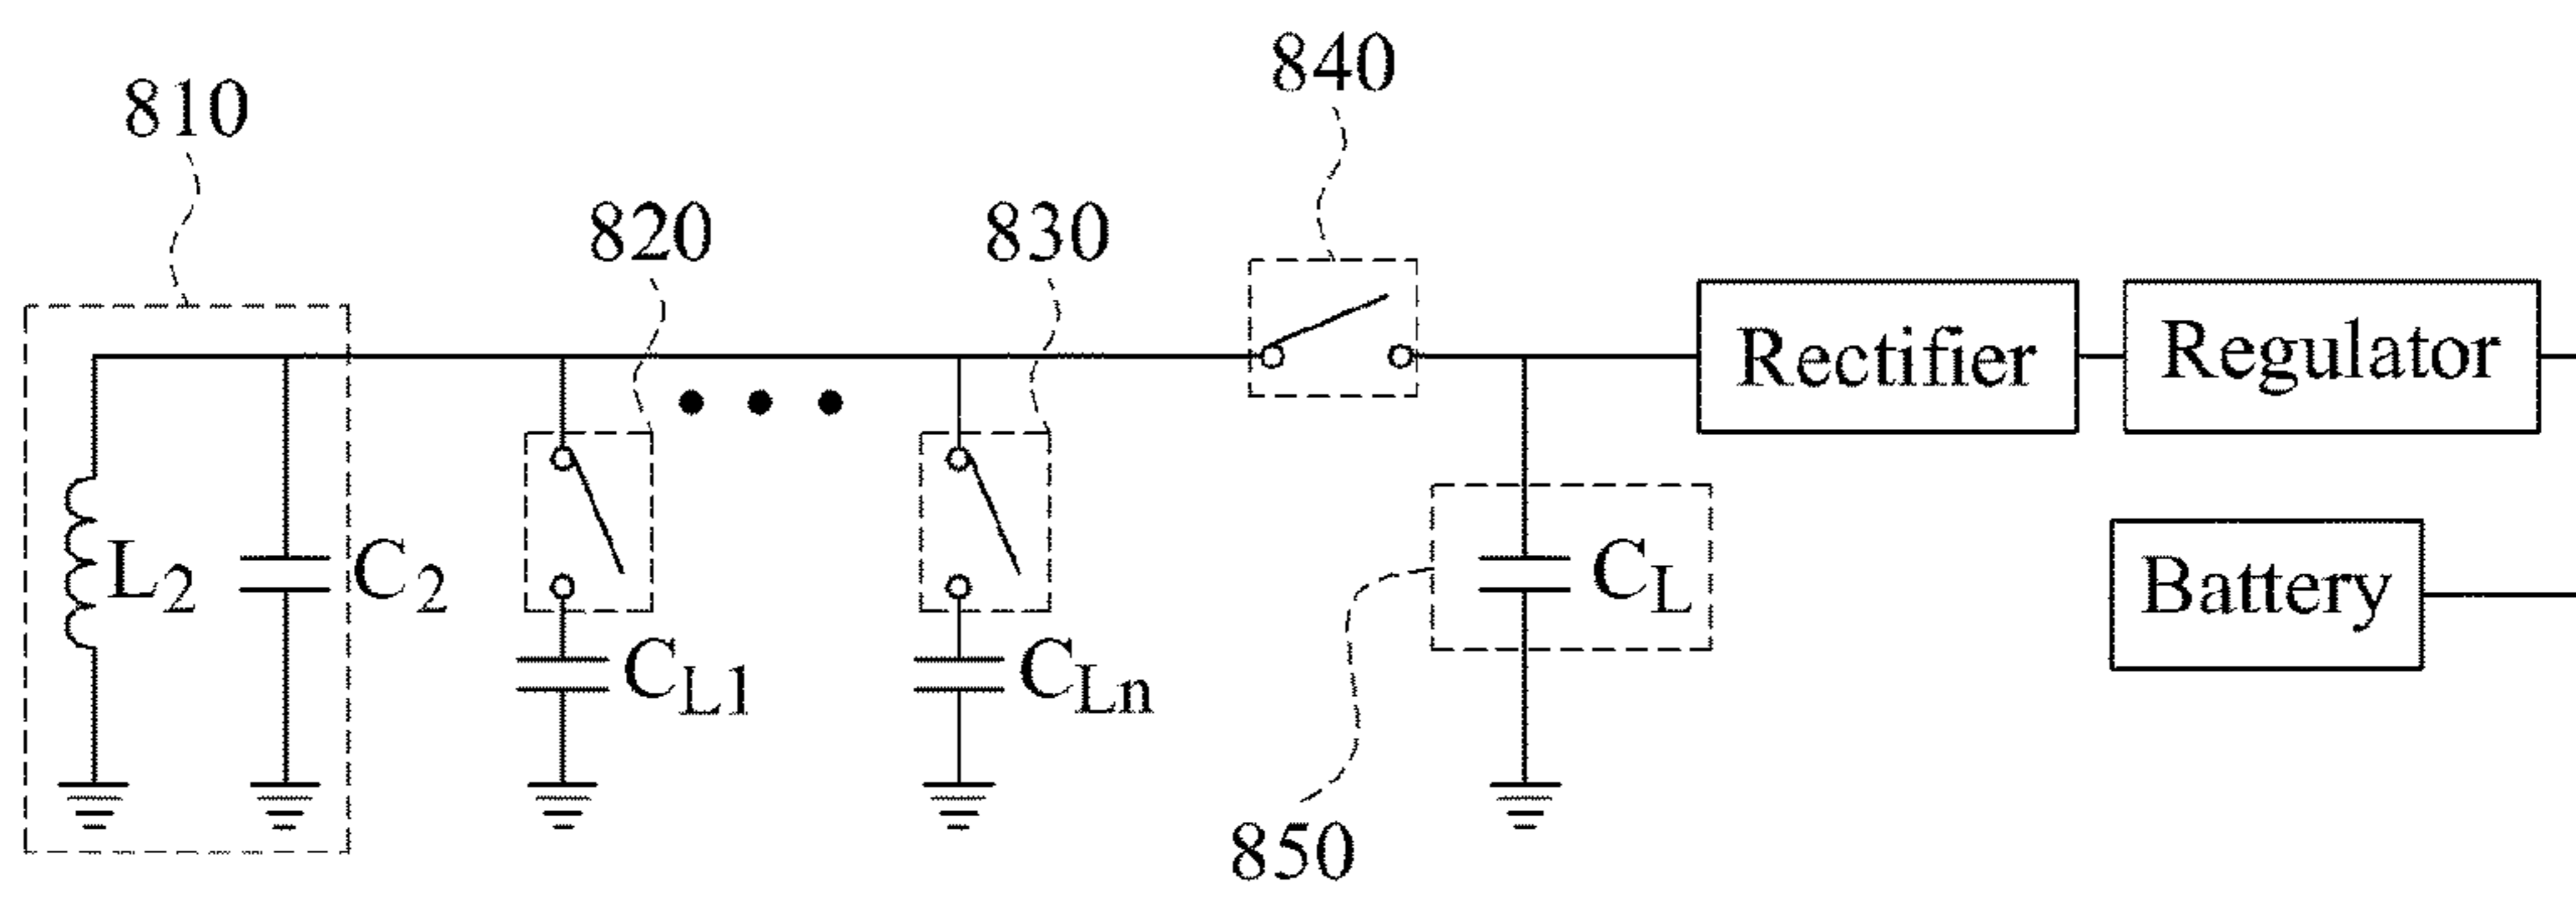 840
810
820
830
Rectifier
Regulator
L2
C2
CL
Battery
CL1
CLn
850